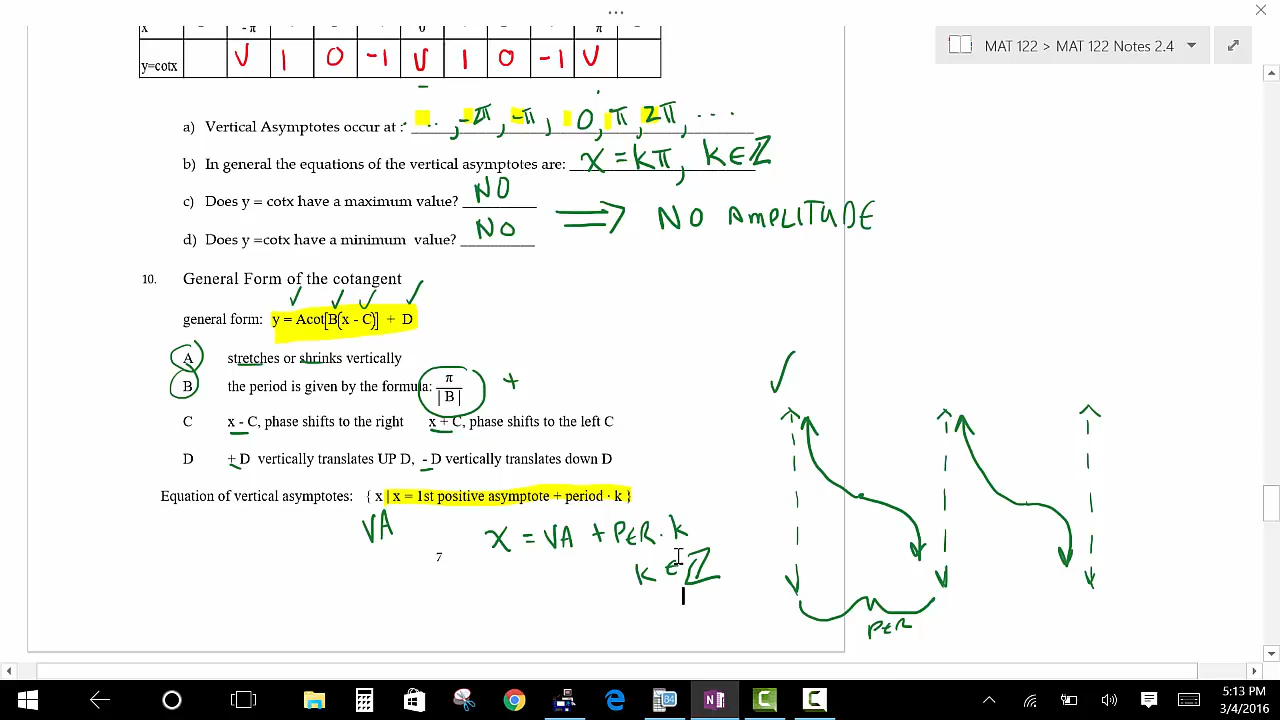 ...
MAT 122 > MAT 122 Notes 2.4
x -π 0 π
y=cotx √ 1 0 -1 √ 1 0 -1 √
a) Vertical Asymptotes occur at : .., -2π, -π, 0, π, 2π, ...
b) In general the equations of the vertical asymptotes are: x = kπ, k ∈ ℤ
c) Does y = cotx have a maximum value? NO
⟹ NO AMPLITUDE
d) Does y =cotx have a minimum value? NO
10. General Form of the cotangent
general form: y = Acot[B(x - C)] + D
A stretches or shrinks vertically
B the period is given by the formula: π / | B | +
C x - C, phase shifts to the right x + C, phase shifts to the left C
D + D vertically translates UP D, - D vertically translates down D
Equation of vertical asymptotes: { x | x = 1st positive asymptote + period · k }
VA x = VA + PER. k
7
k ∈ ℤ
PER
5:13 PM
3/4/2016